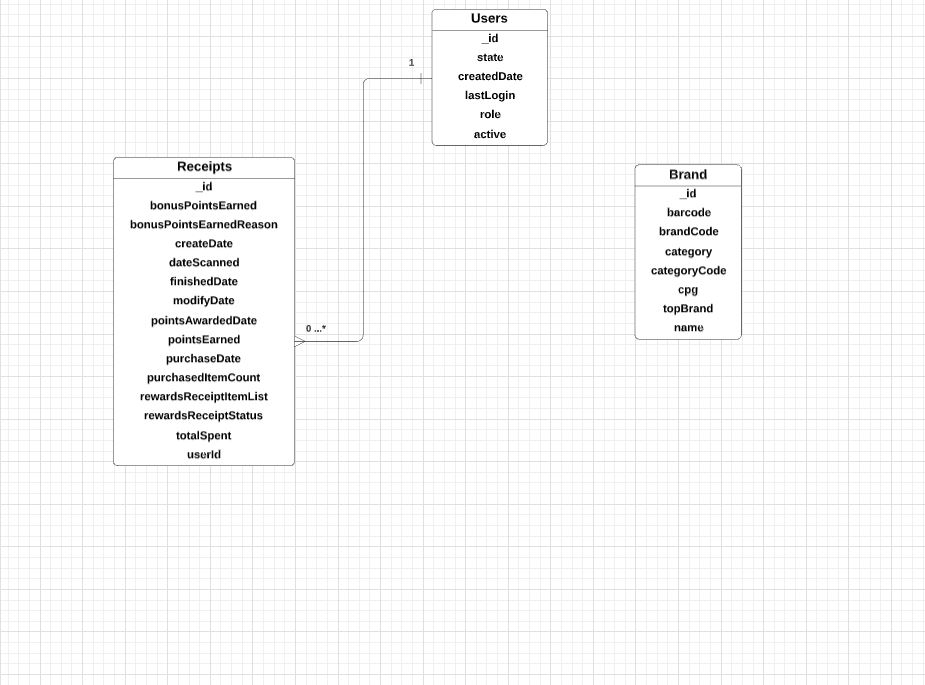 Users
_id
state
createdDate
lastLogin
role
active
1
Receipts
_id
bonusPointsEarned
bonusPointsEarnedReason
createDate
dateScanned
finishedDate
modifyDate
pointsAwardedDate
pointsEarned
purchaseDate
purchasedItemCount
rewardsReceiptItemList
rewardsReceiptStatus
totalSpent
userId
0 ...*
Brand
_id
barcode
brandCode
category
categoryCode
cpg
topBrand
name